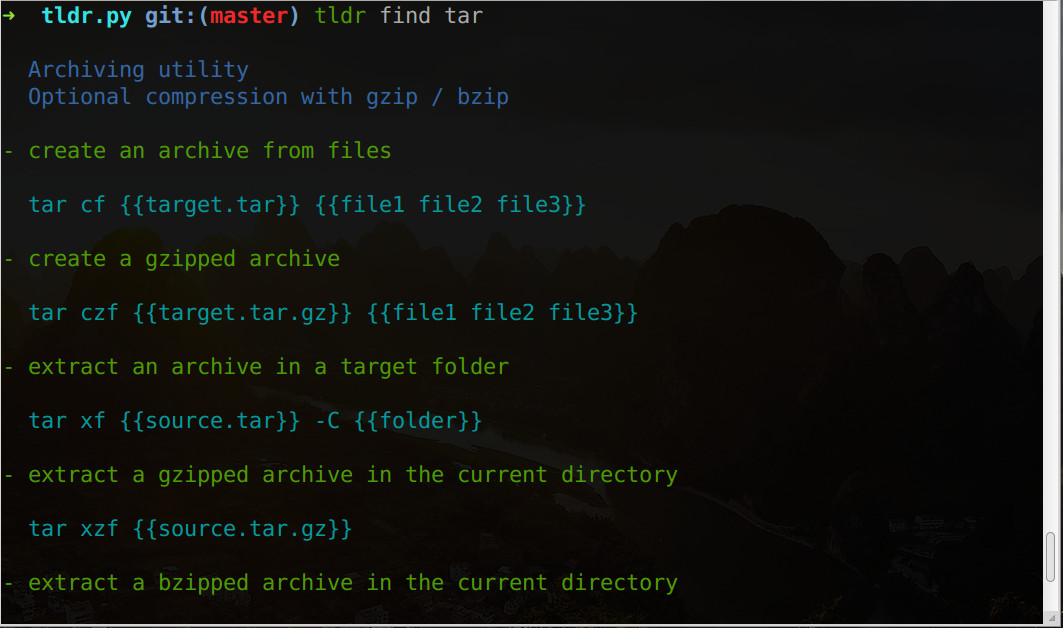 ➜ tldr.py git:(master) tldr find tar
Archiving utility
Optional compression with gzip / bzip
- create an archive from files
tar cf {{target.tar}} {{file1 file2 file3}}
- create a gzipped archive
tar czf {{target.tar.gz}} {{file1 file2 file3}}
- extract an archive in a target folder
tar xf {{source.tar}} -C {{folder}}
- extract a gzipped archive in the current directory
tar xzf {{source.tar.gz}}
- extract a bzipped archive in the current directory